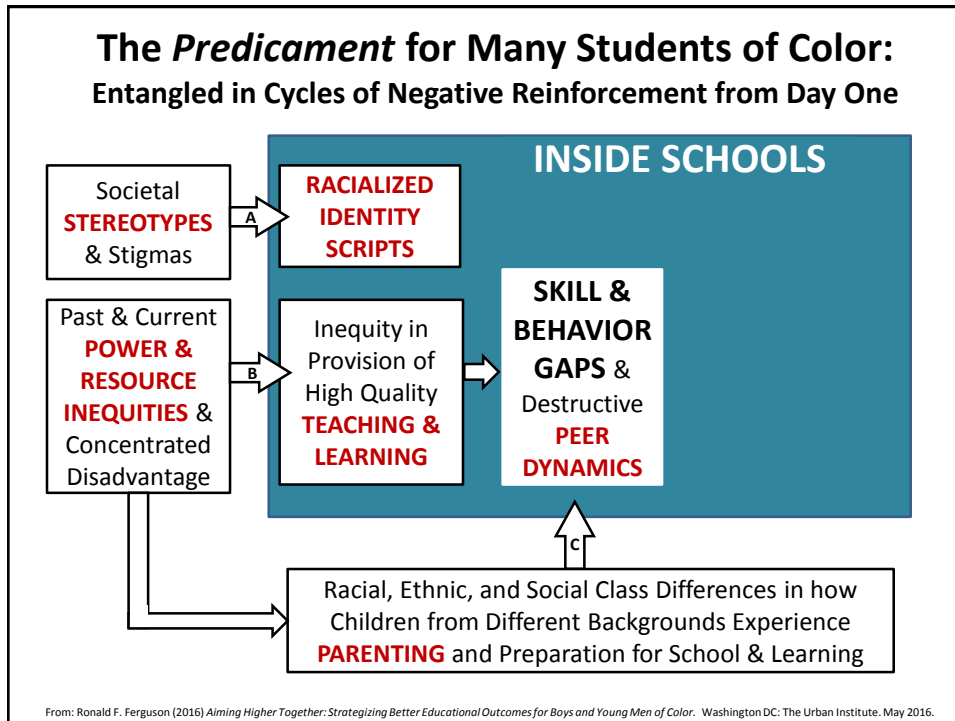 The Predicament for Many Students of Color:
Entangled in Cycles of Negative Reinforcement from Day One
INSIDE SCHOOLS
Societal
STEREOTYPES
& Stigmas
A
RACIALIZED
IDENTITY
SCRIPTS
Past & Current
POWER &
RESOURCE
INEQUITIES &
Concentrated
Disadvantage
B
Inequity in
Provision of
High Quality
TEACHING &
LEARNING
SKILL &
BEHAVIOR
GAPS &
Destructive
PEER
DYNAMICS
C
Racial, Ethnic, and Social Class Differences in how
Children from Different Backgrounds Experience
PARENTING and Preparation for School & Learning
From: Ronald F. Ferguson (2016) Aiming Higher Together: Strategizing Better Educational Outcomes for Boys and Young Men of Color. Washington DC: The Urban Institute. May 2016.